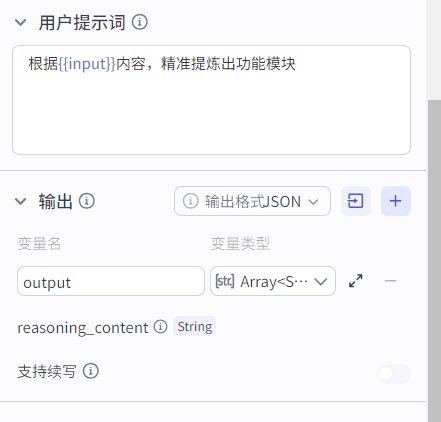 用户提示词
根据{{input}}内容，精准提炼出功能模块
输出
输出格式JSON
变量名 变量类型
output [str.] Array<S...
reasoning_content String
支持续写